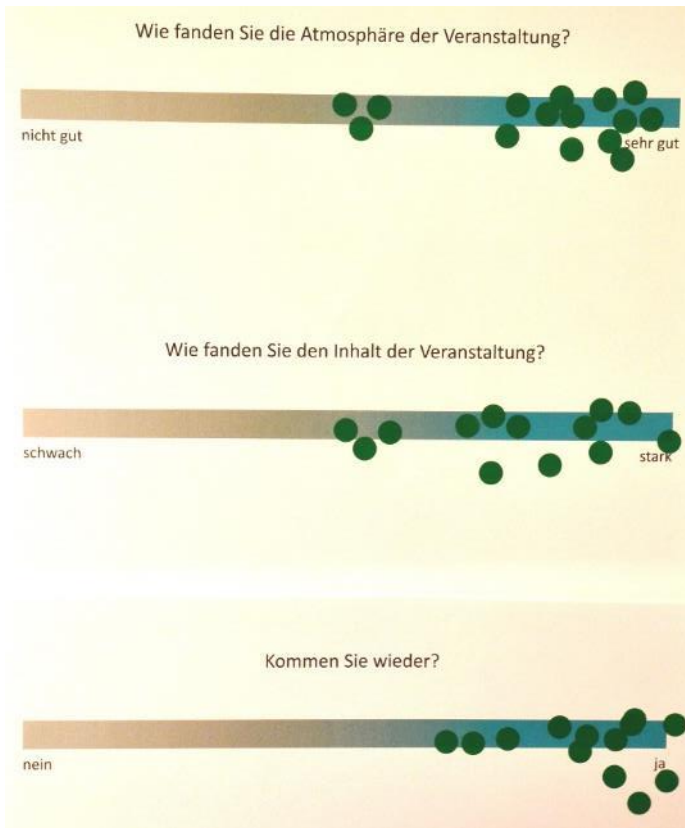 Wie fanden Sie die Atmosphäre der Veranstaltung?
nicht gut
sehr gut
Wie fanden Sie den Inhalt der Veranstaltung?
schwach
stark
Kommen Sie wieder?
nein
ja